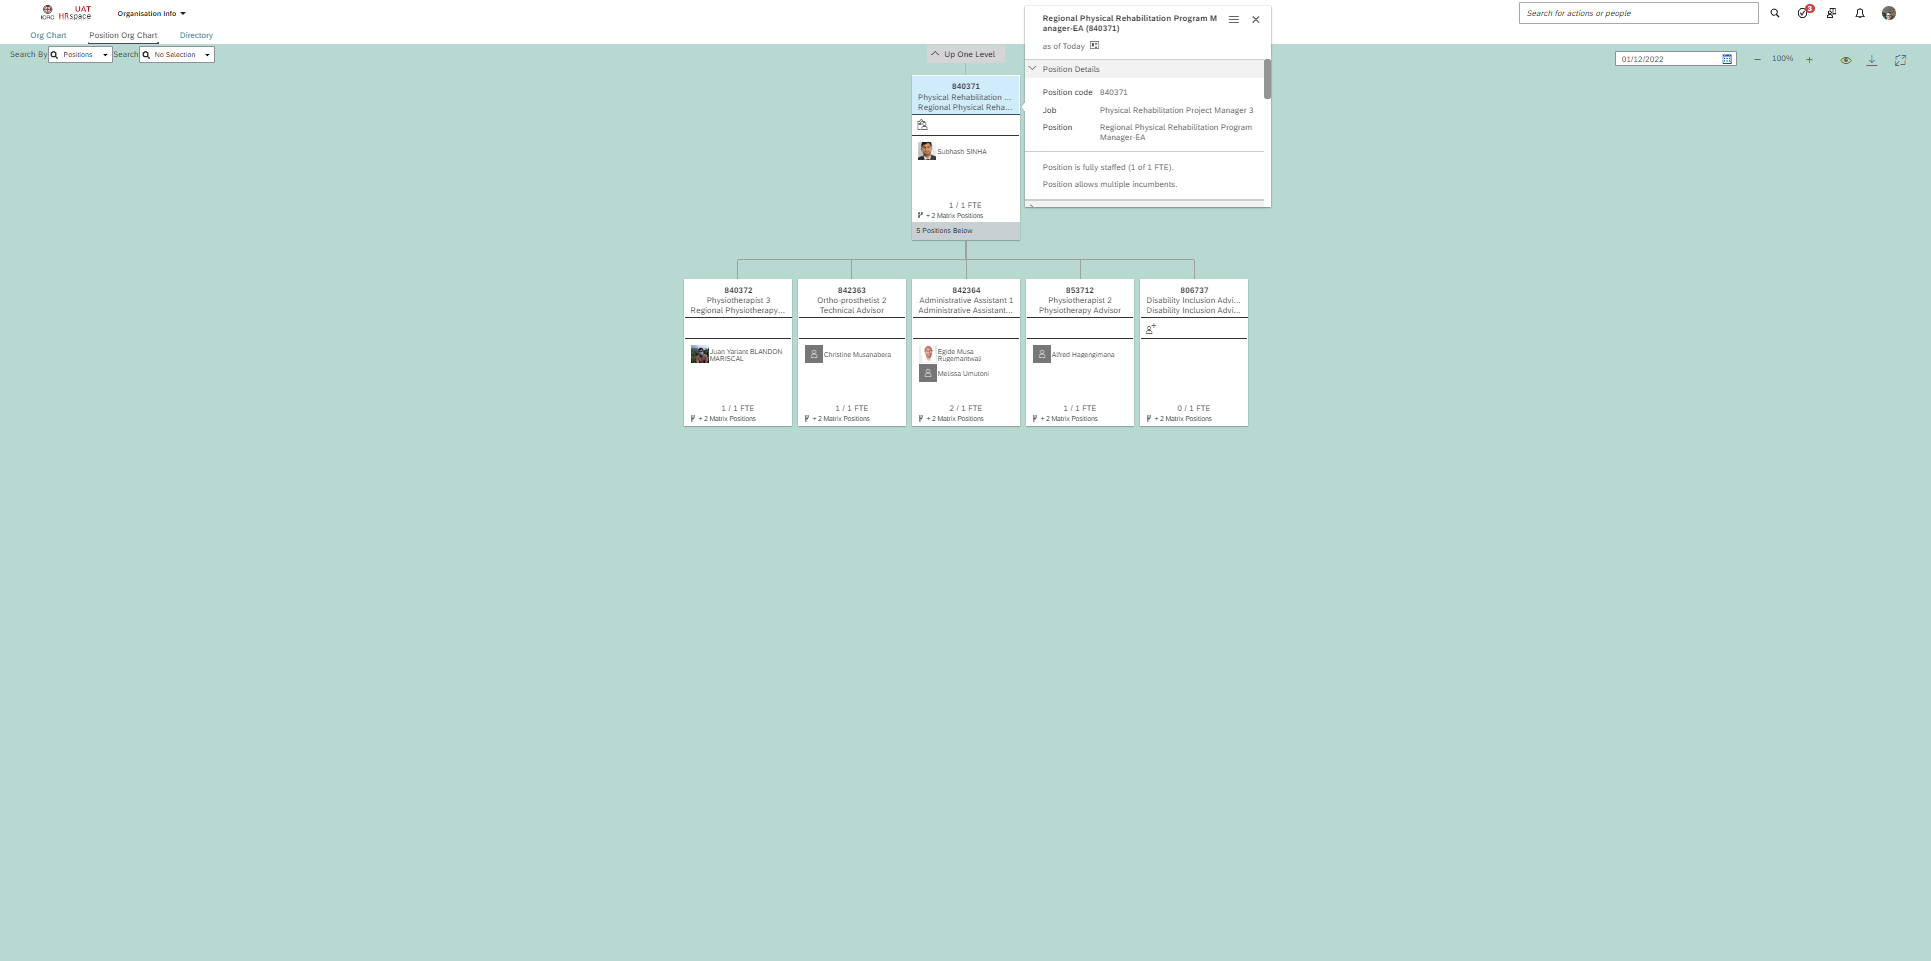 ICRC
UAT
HRspace
Organisation Info
Search for actions or people
3
Org Chart
Position Org Chart
Directory
Search By
Positions
Search
No Selection
Up One Level
01/12/2022
100%
840371
Physical Rehabilitation ...
Regional Physical Reha...
Subhash SINHA
1 / 1 FTE
+ 2 Matrix Positions
5 Positions Below
Regional Physical Rehabilitation Program M
anager-EA (840371)
as of Today
Position Details
Position code 840371
Job Physical Rehabilitation Project Manager 3
Position Regional Physical Rehabilitation Program
Manager-EA
Position is fully staffed (1 of 1 FTE).
Position allows multiple incumbents.
840372
Physiotherapist 3
Regional Physiotherapy...
Juan Yariant BLANDON
MARISCAL
1 / 1 FTE
+ 2 Matrix Positions
842363
Ortho-prosthetist 2
Technical Advisor
Christine Musanabera
1 / 1 FTE
+ 2 Matrix Positions
842364
Administrative Assistant 1
Administrative Assistant...
Egide Musa
Rugemantwali
Melissa Umutoni
2 / 1 FTE
+ 2 Matrix Positions
853712
Physiotherapist 2
Physiotherapy Advisor
Alfred Hagengimana
1 / 1 FTE
+ 2 Matrix Positions
806737
Disability Inclusion Advi...
Disability Inclusion Advi...
0 / 1 FTE
+ 2 Matrix Positions